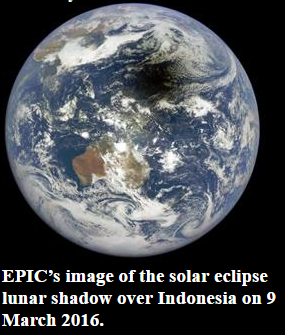 EPIC’s image of the solar eclipse
lunar shadow over Indonesia on 9
March 2016.